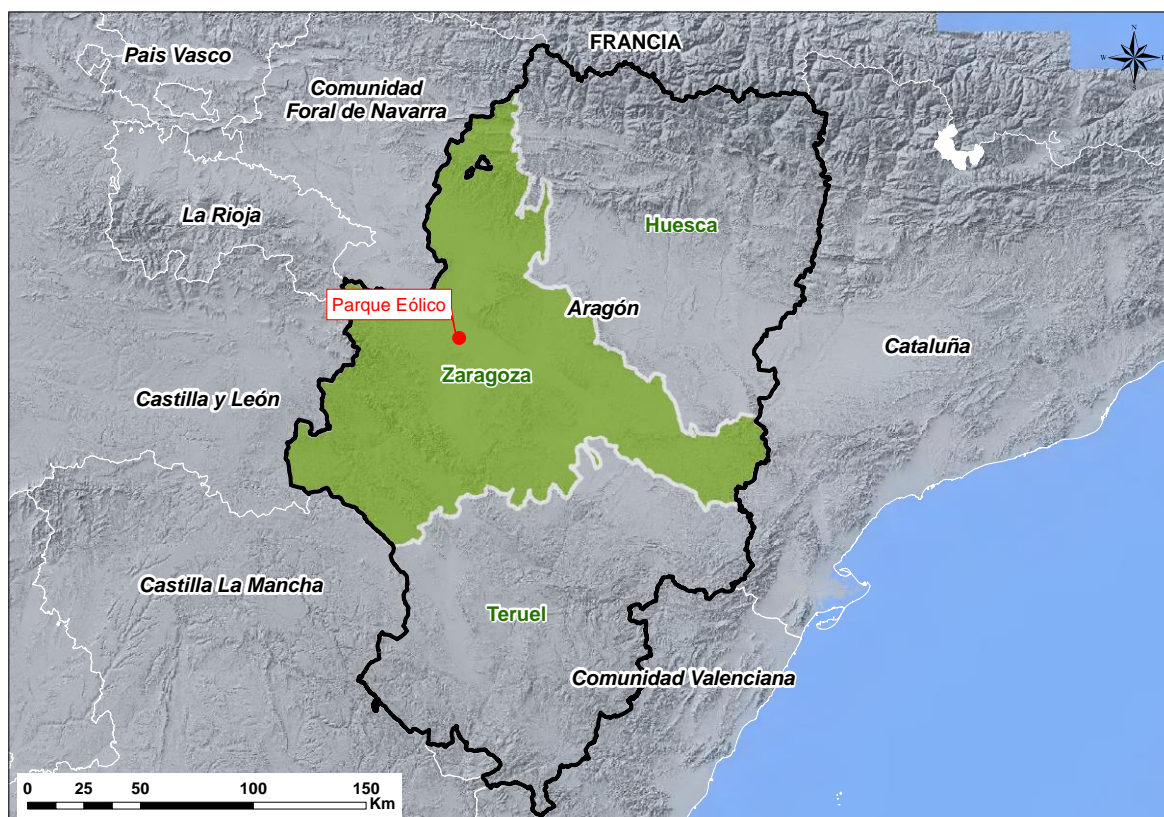 FRANCIA
N
W
Pais Vasco
Comunidad
Foral de Navarra
La Rioja
Huesca
Parque Eólico
Aragón
Cataluña
Zaragoza
Castilla y León
Castilla La Mancha
Teruel
Comunidad Valenciana
0 25 50 100 150
Km